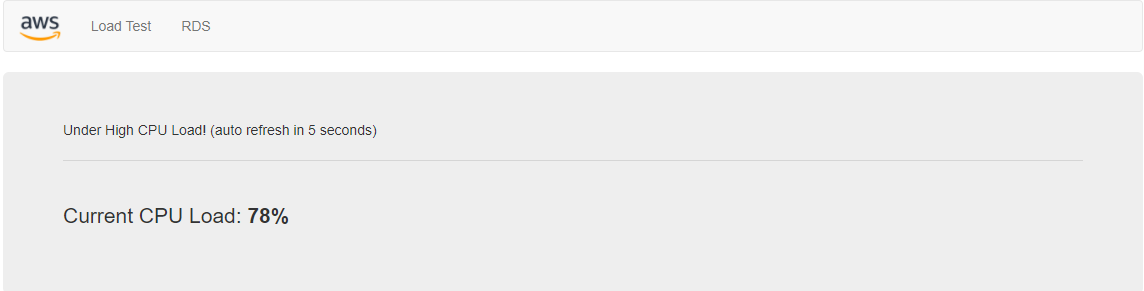 aws
Load Test
RDS
Under High CPU Load! (auto refresh in 5 seconds)
Current CPU Load: 78%